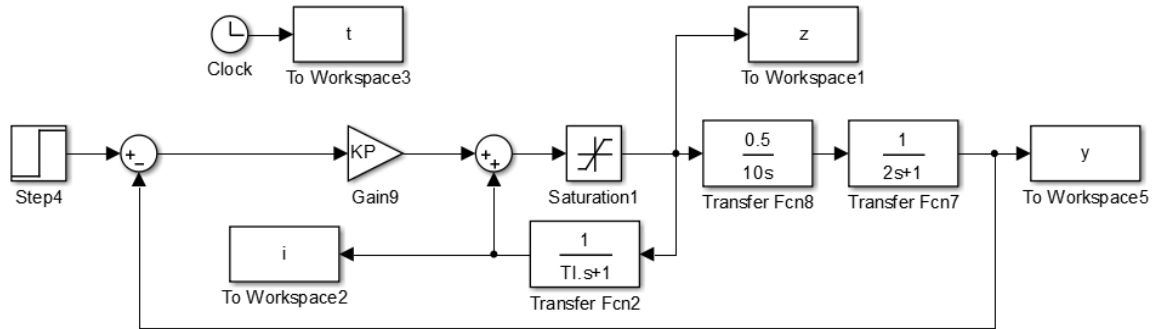 t
Clock
To Workspace3
z
To Workspace1
+
−
Step4
KP
Gain9
+
+
Saturation1
0.5
10s
Transfer Fcn8
1
2s+1
Transfer Fcn7
y
To Workspace5
i
To Workspace2
1
TI.s+1
Transfer Fcn2